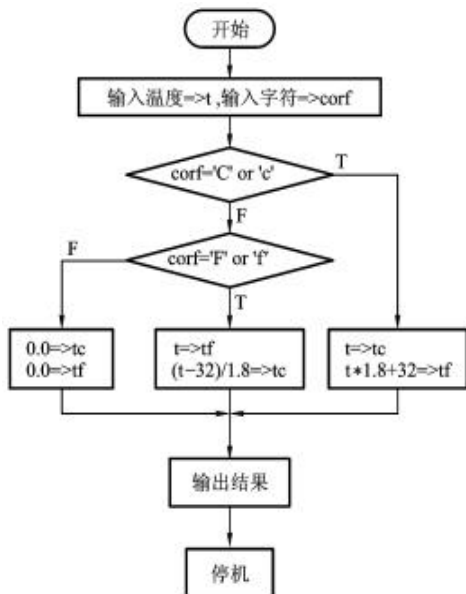 开始
输入温度=>t ,输入字符=>corf
corf='C' or 'c'
T
F
corf='F' or 'f'
F
T
0.0=>tc
0.0=>tf
t=>tf
(t−32)/1.8=>tc
t=>tc
t*1.8+32=>tf
输出结果
停机